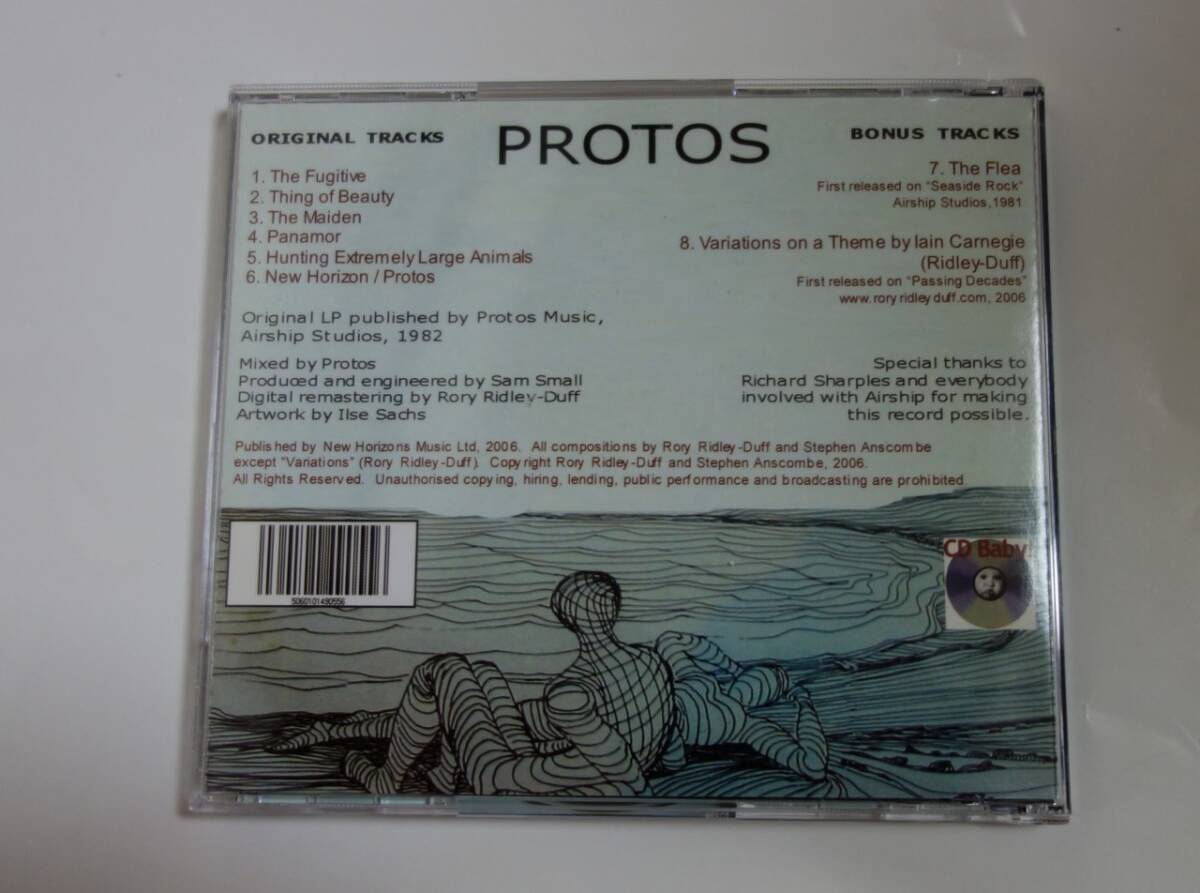 PROTOS
ORIGINAL TRACKS
1. The Fugitive
2. Thing of Beauty
3. The Maiden
4. Panamor
5. Hunting Extremely Large Animals
6. New Horizon / Protos
Original LP published by Protos Music,
Airship Studios, 1982
Mixed by Protos
Produced and engineered by Sam Small
Digital remastering by Rory Ridley-Duff
Artwork by Ilse Sachs
BONUS TRACKS
7. The Flea
First released on "Seaside Rock"
Airship Studios,1981
8. Variations on a Theme by Iain Carnegie
(Ridley-Duff)
First released on "Passing Decades"
www.roryridleyduff.com, 2006
Special thanks to
Richard Sharples and everybody
involved with Airship for making
this record possible.
Published by New Horizons Music Ltd, 2006. All compositions by Rory Ridley-Duff and Stephen Anscombe
except "Variations" (Rory Ridley-Duff). Copyright Rory Ridley-Duff and Stephen Anscombe, 2006.
All Rights Reserved. Unauthorised copying, hiring, lending, public performance and broadcasting are prohibited.
5060101490556
CD Baby!